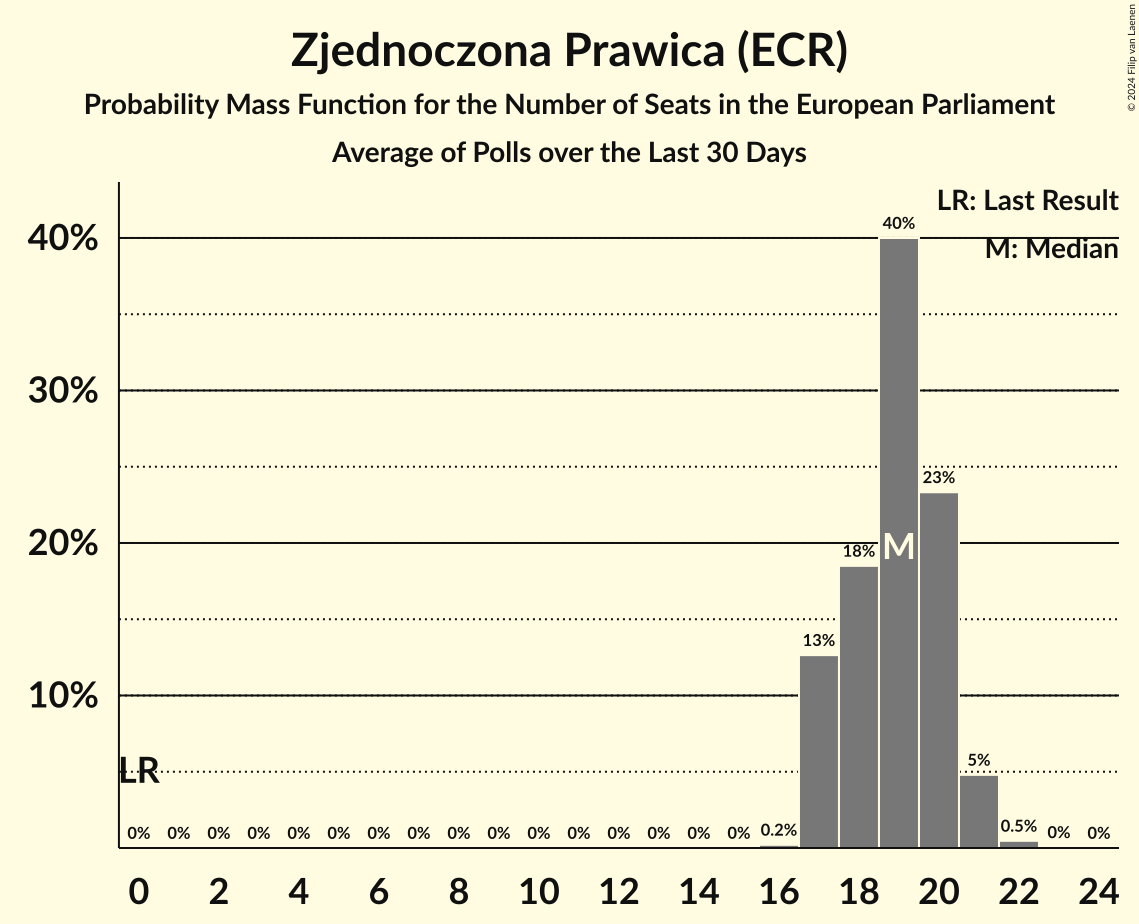 Zjednoczona Prawica (ECR)
Probability Mass Function for the Number of Seats in the European Parliament
Average of Polls over the Last 30 Days
© 2024 Filip van Laenen
LR: Last Result
M: Median
40%
30%
20%
10%
40%
23%
M
18%
13%
LR
5%
0% 0% 0% 0% 0% 0% 0% 0% 0% 0% 0% 0% 0% 0% 0% 0% 0.2% 0.5% 0% 0%
0 2 4 6 8 10 12 14 16 18 20 22 24